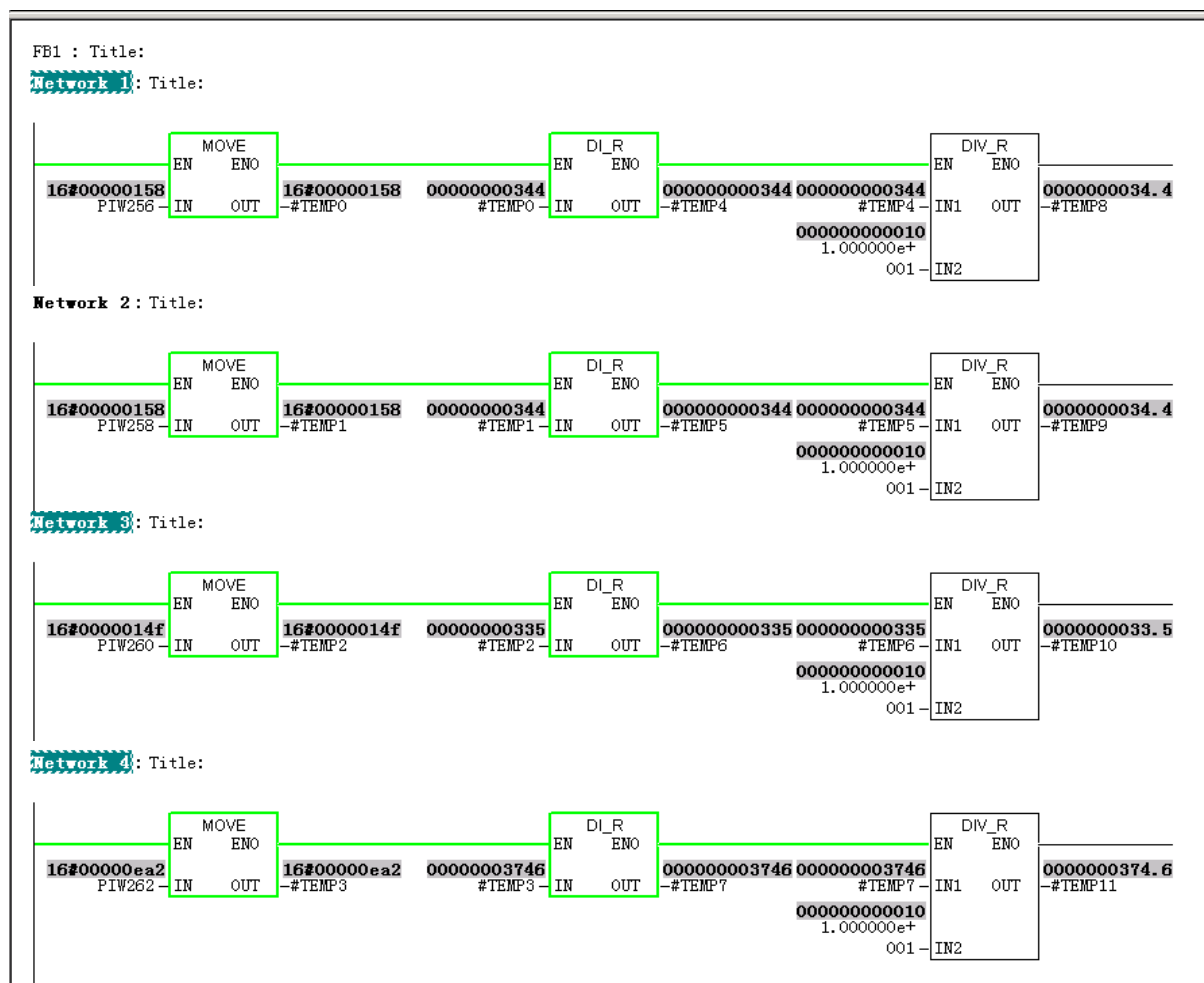 FB1 : Title:
Network 1: Title:
MOVE DI_R DIV_R
EN ENO EN ENO EN ENO
16#00000158 16#00000158 00000000344 000000000344 000000000344 0000000034.4
PIW256 IN OUT #TEMP0 #TEMP0 IN OUT #TEMP4 #TEMP4 IN1 OUT #TEMP8
000000000010
1.000000e+
001 IN2
Network 2: Title:
MOVE DI_R DIV_R
EN ENO EN ENO EN ENO
16#00000158 16#00000158 00000000344 000000000344 000000000344 0000000034.4
PIW258 IN OUT #TEMP1 #TEMP1 IN OUT #TEMP5 #TEMP5 IN1 OUT #TEMP9
000000000010
1.000000e+
001 IN2
Network 3: Title:
MOVE DI_R DIV_R
EN ENO EN ENO EN ENO
16#0000014f 16#0000014f 00000000335 000000000335 000000000335 0000000033.5
PIW260 IN OUT #TEMP2 #TEMP2 IN OUT #TEMP6 #TEMP6 IN1 OUT #TEMP10
000000000010
1.000000e+
001 IN2
Network 4: Title:
MOVE DI_R DIV_R
EN ENO EN ENO EN ENO
16#00000ea2 16#00000ea2 00000003746 000000003746 000000003746 000000374.6
PIW262 IN OUT #TEMP3 #TEMP3 IN OUT #TEMP7 #TEMP7 IN1 OUT #TEMP11
000000000010
1.000000e+
001 IN2